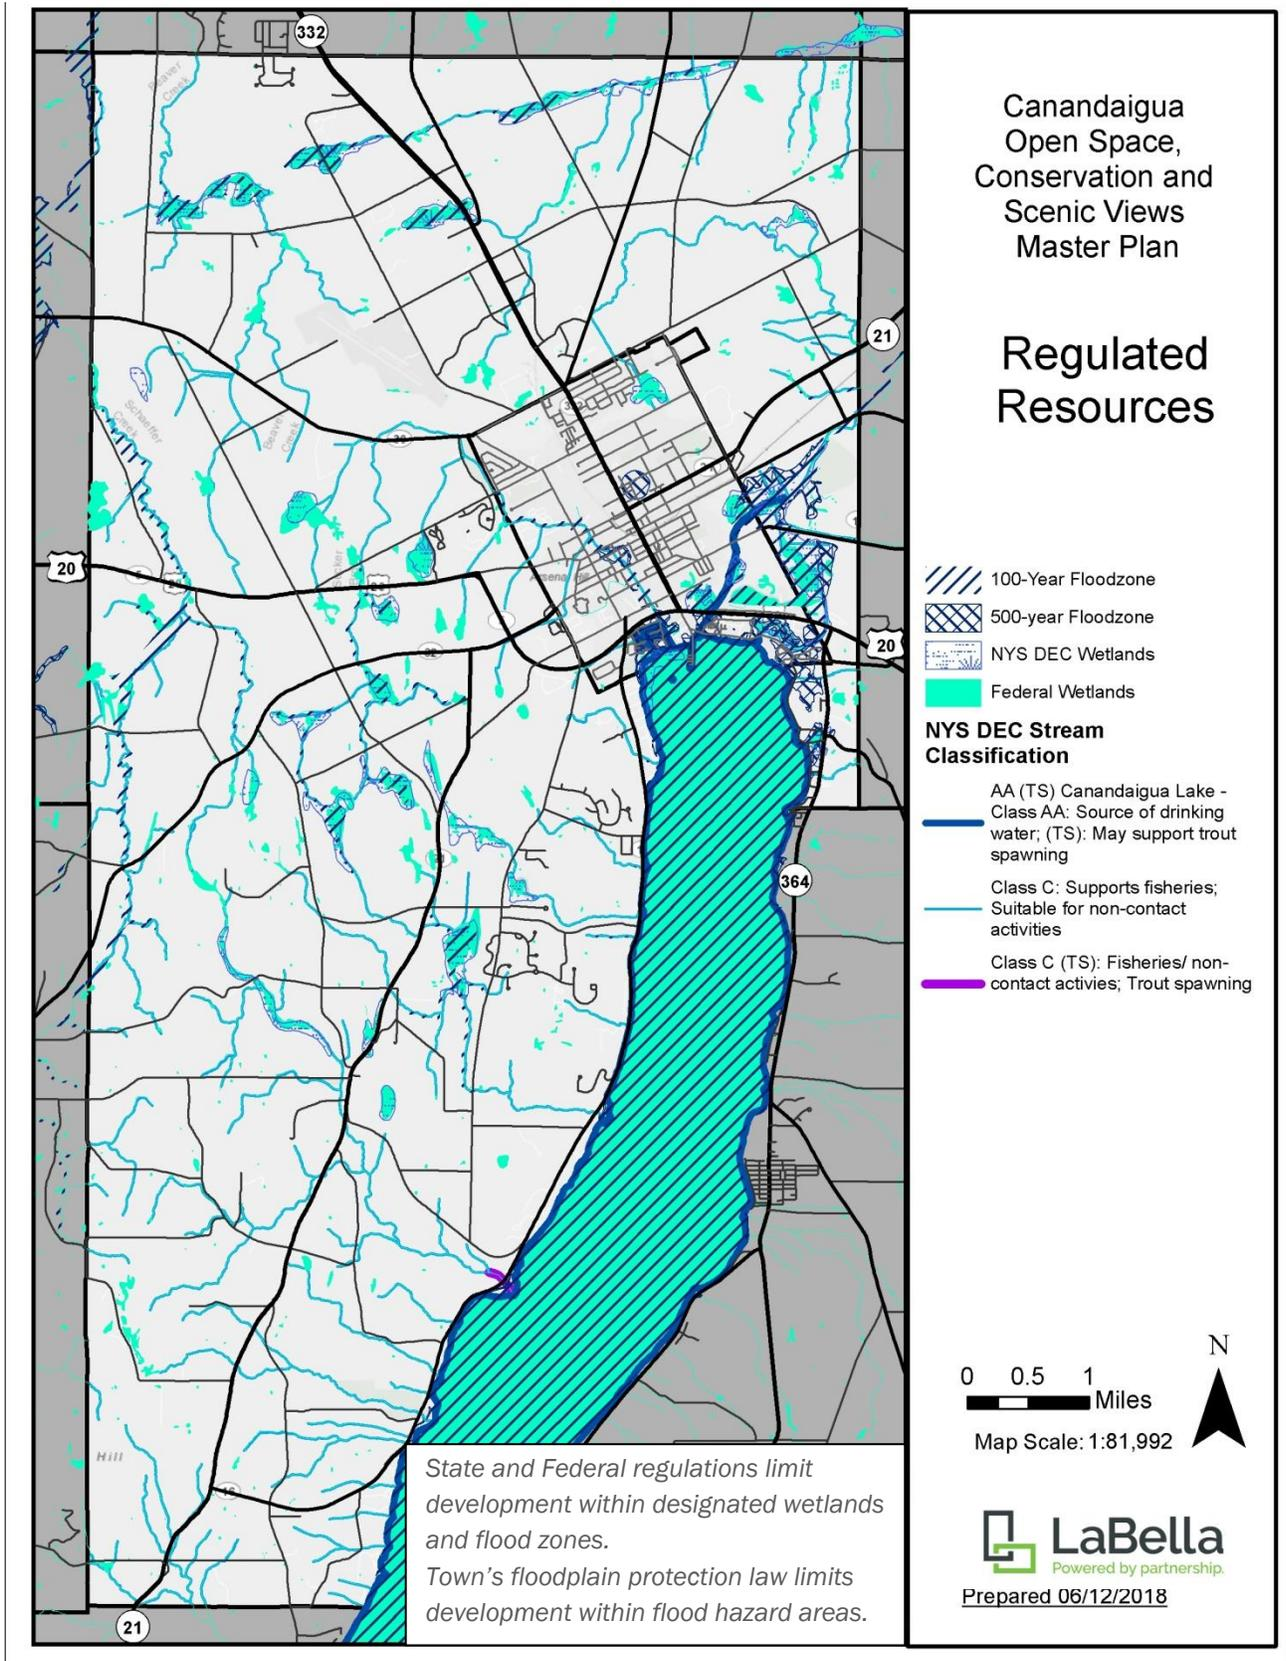 Canandaigua
Open Space,
Conservation and
Scenic Views
Master Plan
Regulated
Resources
100-Year Floodzone
500-year Floodzone
NYS DEC Wetlands
Federal Wetlands
NYS DEC Stream
Classification
AA (TS) Canandaigua Lake -
Class AA: Source of drinking
water; (TS): May support trout
spawning
Class C: Supports fisheries;
Suitable for non-contact
activities
Class C (TS): Fisheries/ non-
contact activies; Trout spawning
N
0 0.5 1
Miles
Map Scale: 1:81,992
LaBella
Powered by partnership.
Prepared 06/12/2018
332
Beaver
Creek
21
Schaeffer
Creek
Beaver
Creek
30
20
20
Arsenal Hill
20
364
Hill
16
21
State and Federal regulations limit
development within designated wetlands
and flood zones.
Town's floodplain protection law limits
development within flood hazard areas.